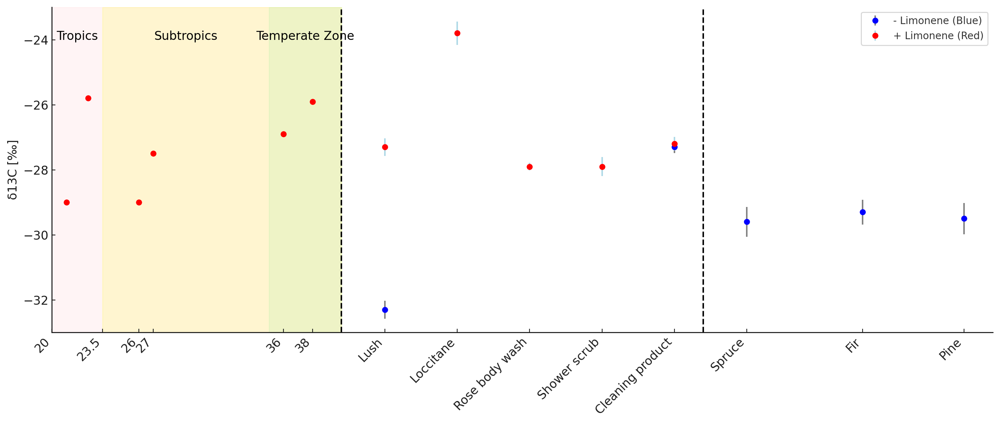 Tropics
Subtropics
Temperate Zone
- Limonene (Blue)
+ Limonene (Red)
δ13C [‰]
−24
−26
−28
−30
−32
20
23.5
26
27
36
38
Lush
Loccitane
Rose body wash
Shower scrub
Cleaning product
Spruce
Fir
Pine